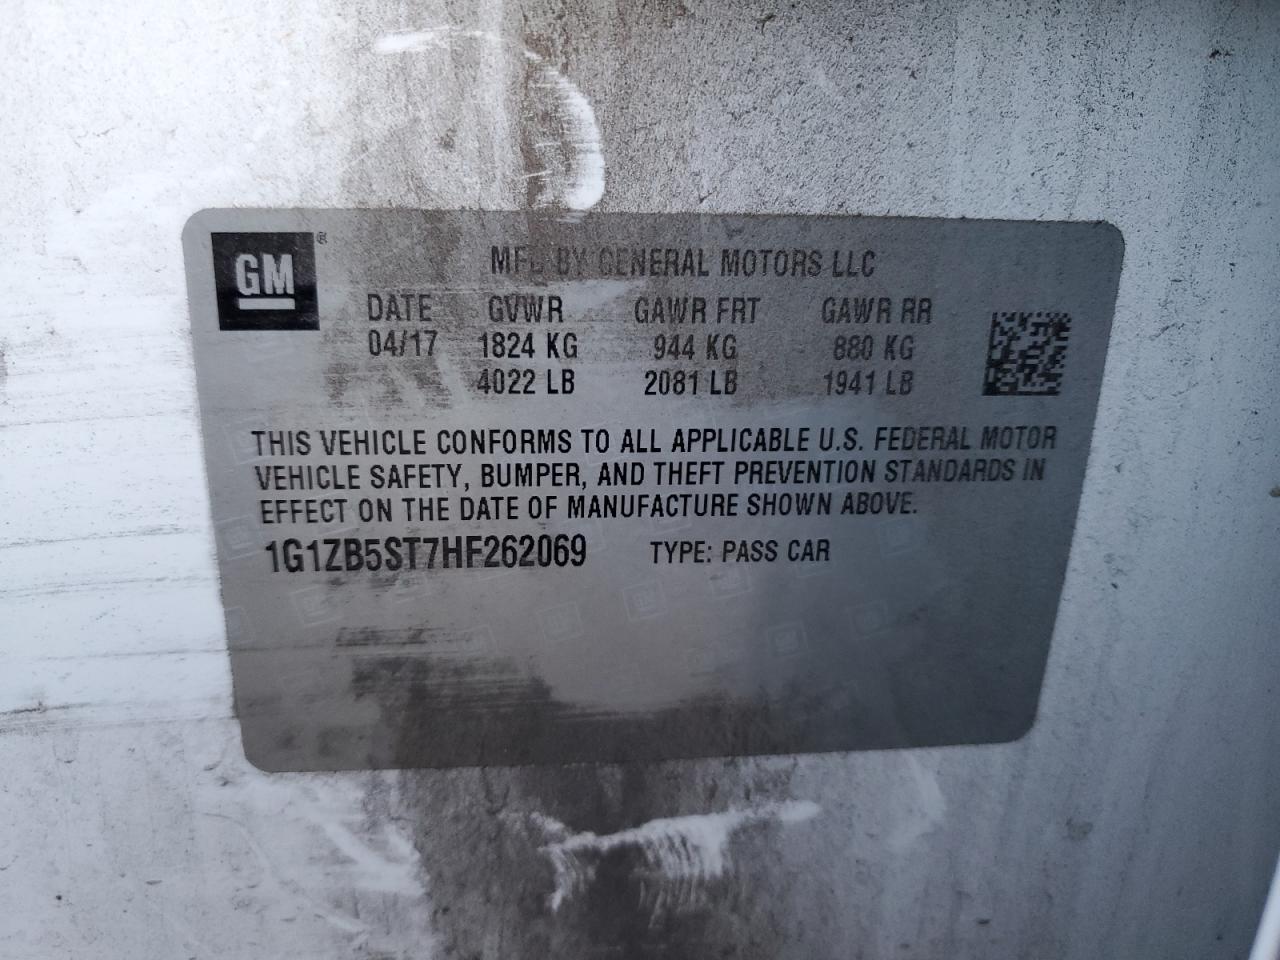 GM®
MFD BY GENERAL MOTORS LLC
DATE GVWR GAWR FRT GAWR RR
04/17 1824 KG 944 KG 880 KG
4022 LB 2081 LB 1941 LB
THIS VEHICLE CONFORMS TO ALL APPLICABLE U.S. FEDERAL MOTOR
VEHICLE SAFETY, BUMPER, AND THEFT PREVENTION STANDARDS IN
EFFECT ON THE DATE OF MANUFACTURE SHOWN ABOVE.
1G1ZB5ST7HF262069 TYPE: PASS CAR